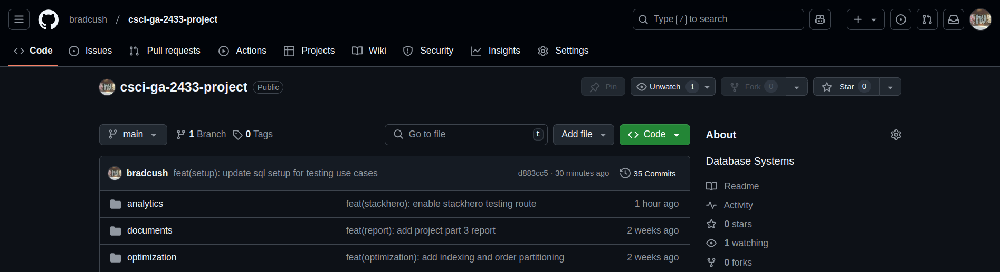 bradcush / csci-ga-2433-project
Type / to search
Code Issues Pull requests Actions Projects Wiki Security Insights Settings
csci-ga-2433-project Public
Pin Unwatch 1 Fork 0 Star 0
main 1 Branch 0 Tags Go to file t Add file Code
About
Database Systems
Readme
Activity
0 stars
1 watching
0 forks
bradcush feat(setup): update sql setup for testing use cases d883cc5 · 30 minutes ago 35 Commits
analytics feat(stackhero): enable stackhero testing route 1 hour ago
documents feat(report): add project part 3 report 2 weeks ago
optimization feat(optimization): add indexing and order partitioning 2 weeks ago